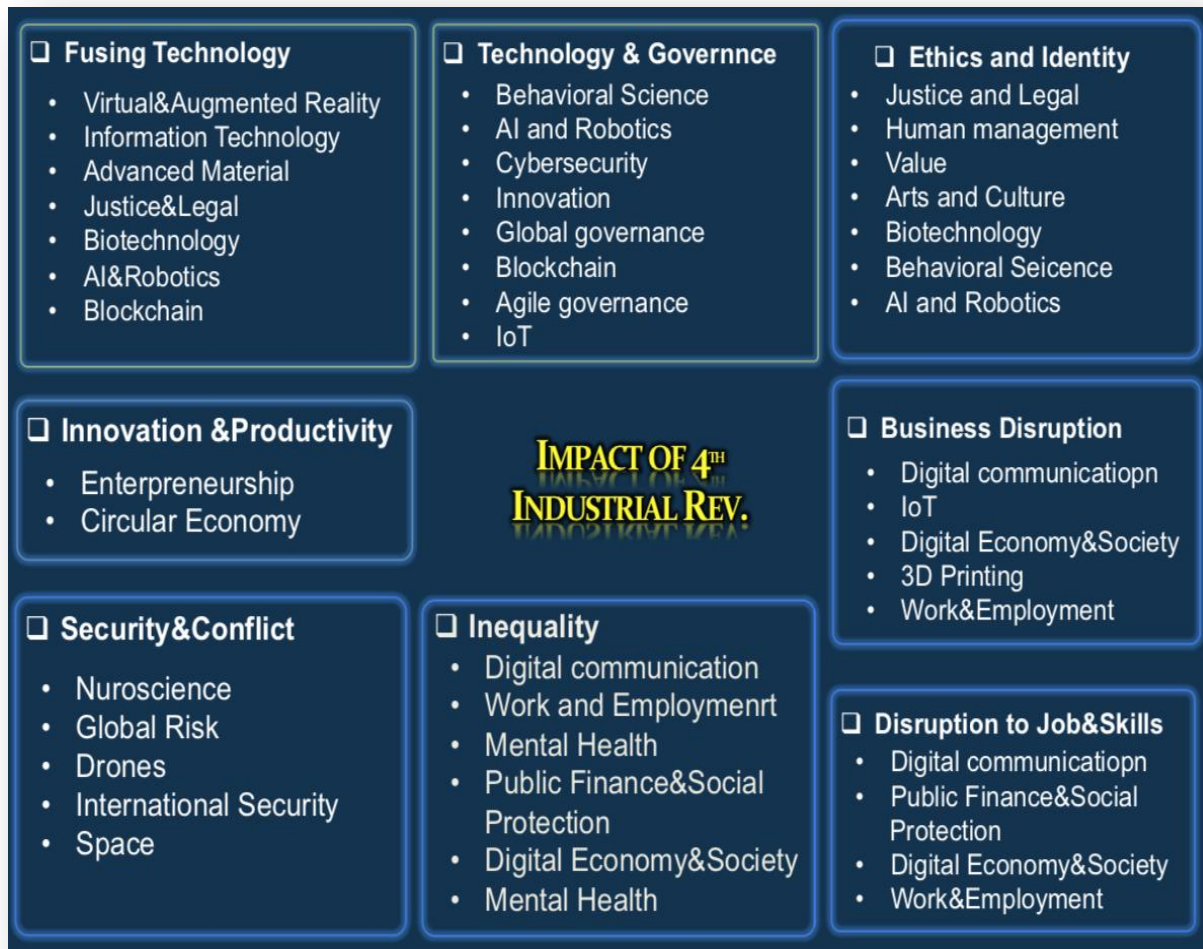 ❑ Fusing Technology
• Virtual&Augmented Reality
• Information Technology
• Advanced Material
• Justice&Legal
• Biotechnology
• AI&Robotics
• Blockchain
❑ Technology & Governnce
• Behavioral Science
• AI and Robotics
• Cybersecurity
• Innovation
• Global governance
• Blockchain
• Agile governance
• IoT
❑ Ethics and Identity
• Justice and Legal
• Human management
• Value
• Arts and Culture
• Biotechnology
• Behavioral Seicence
• AI and Robotics
❑ Innovation &Productivity
• Enterpreneurship
• Circular Economy
IMPACT OF 4TH
INDUSTRIAL REV.
❑ Business Disruption
• Digital communicatiopn
• IoT
• Digital Economy&Society
• 3D Printing
• Work&Employment
❑ Security&Conflict
• Nuroscience
• Global Risk
• Drones
• International Security
• Space
❑ Inequality
• Digital communication
• Work and Employmenrt
• Mental Health
• Public Finance&Social
Protection
• Digital Economy&Society
• Mental Health
❑ Disruption to Job&Skills
• Digital communicatiopn
• Public Finance&Social
Protection
• Digital Economy&Society
• Work&Employment